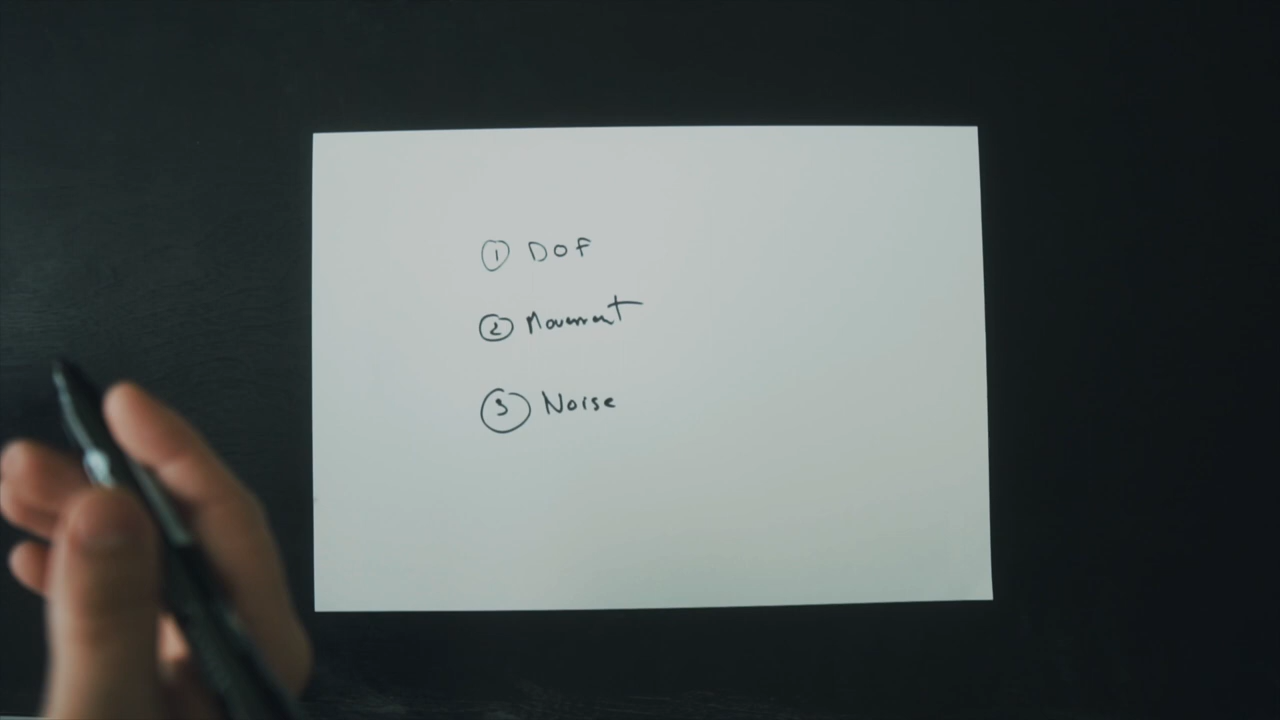 ① DOF
② Movement
③ Noise